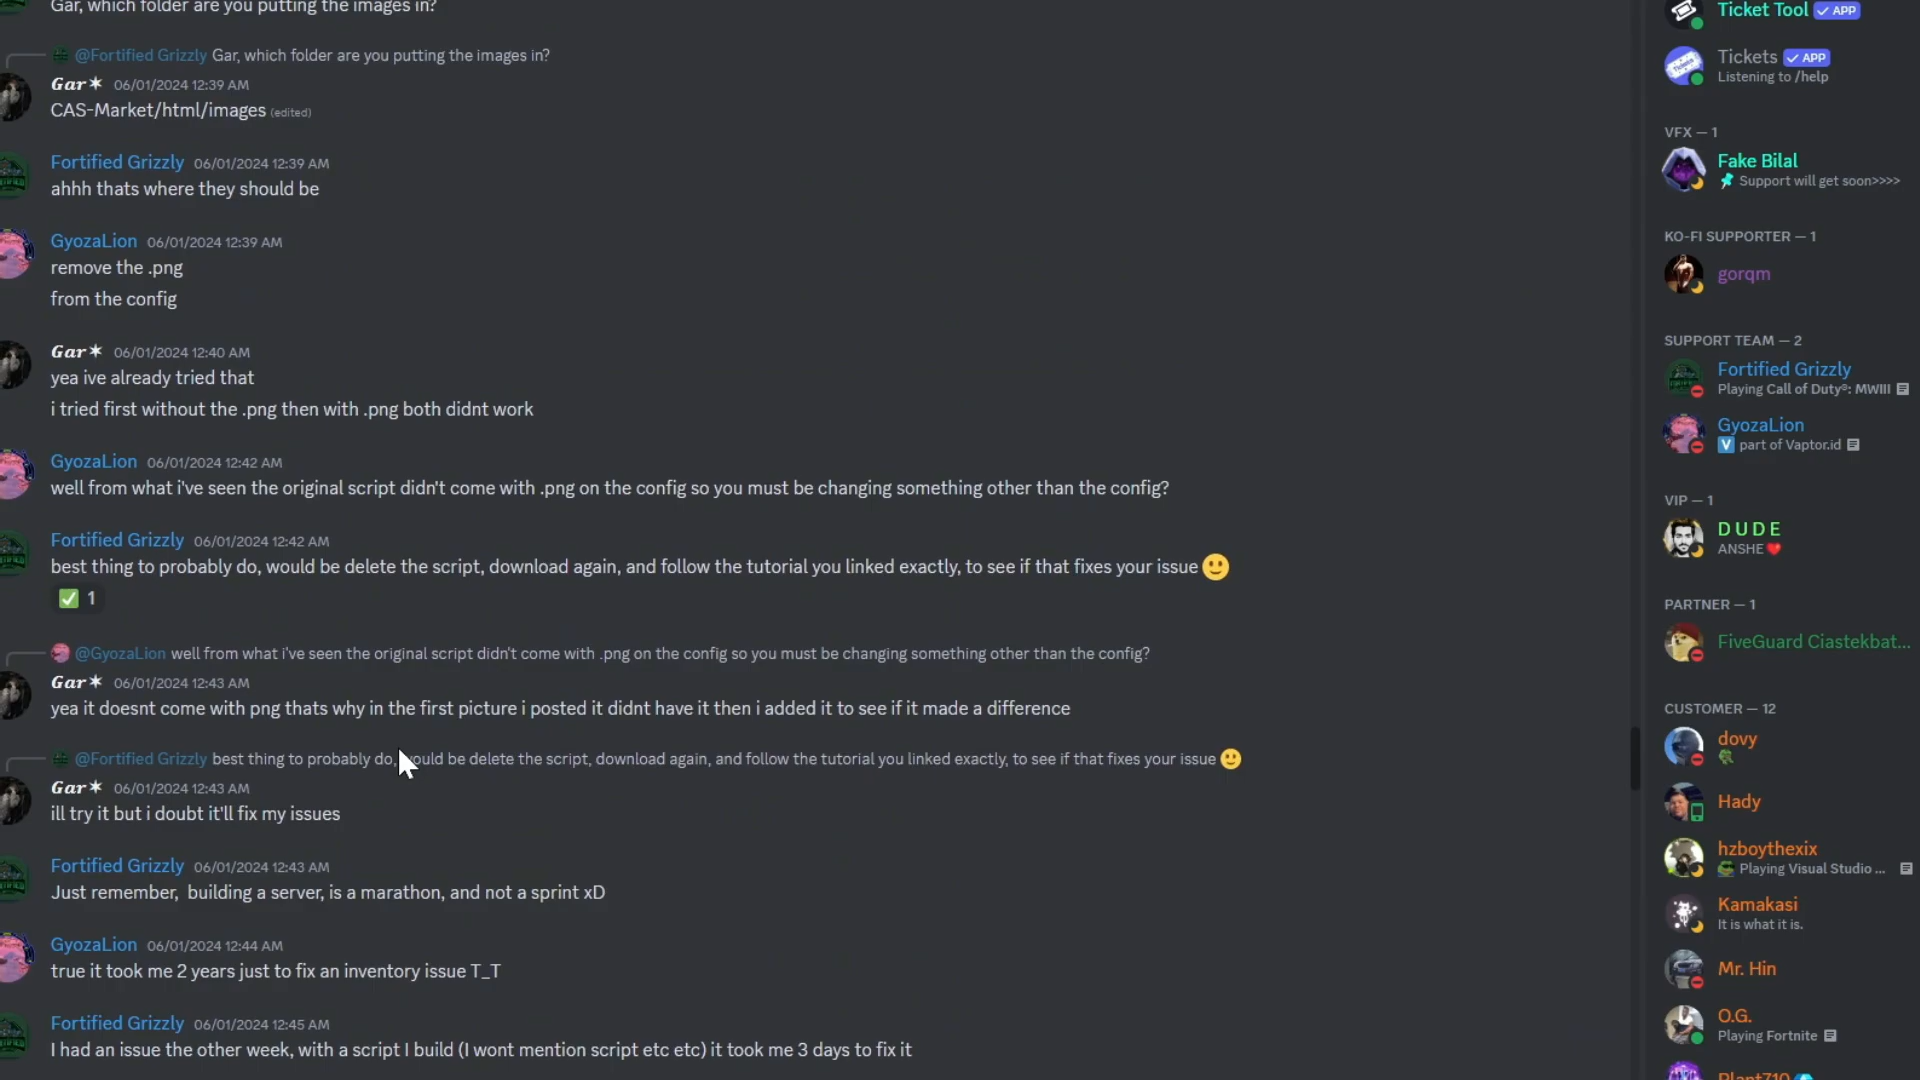 Gar, which folder are you putting the images in?
@Fortified Grizzly Gar, which folder are you putting the images in?
Gar✶ 06/01/2024 12:39 AM
CAS-Market/html/images (edited)
Fortified Grizzly 06/01/2024 12:39 AM
ahhh thats where they should be
GyozaLion 06/01/2024 12:39 AM
remove the .png
from the config
Gar✶ 06/01/2024 12:40 AM
yea ive already tried that
i tried first without the .png then with .png both didnt work
GyozaLion 06/01/2024 12:42 AM
well from what i've seen the original script didn't come with .png on the config so you must be changing something other than the config?
Fortified Grizzly 06/01/2024 12:42 AM
best thing to probably do, would be delete the script, download again, and follow the tutorial you linked exactly, to see if that fixes your issue 🙂
✅ 1
@GyozaLion well from what i've seen the original script didn't come with .png on the config so you must be changing something other than the config?
Gar✶ 06/01/2024 12:43 AM
yea it doesnt come with png thats why in the first picture i posted it didnt have it then i added it to see if it made a difference
@Fortified Grizzly best thing to probably do, would be delete the script, download again, and follow the tutorial you linked exactly, to see if that fixes your issue 🙂
Gar✶ 06/01/2024 12:43 AM
ill try it but i doubt it'll fix my issues
Fortified Grizzly 06/01/2024 12:43 AM
Just remember, building a server, is a marathon, and not a sprint xD
GyozaLion 06/01/2024 12:44 AM
true it took me 2 years just to fix an inventory issue T_T
Fortified Grizzly 06/01/2024 12:45 AM
I had an issue the other week, with a script I build (I wont mention script etc etc) it took me 3 days to fix it
Ticket Tool ✓ APP
Tickets ✓ APP
Listening to /help
VFX — 1
Fake Bilal
Support will get soon>>>>
KO-FI SUPPORTER — 1
gorqm
SUPPORT TEAM — 2
Fortified Grizzly
Playing Call of Duty®: MWIII
GyozaLion
V part of Vaptor.id
VIP — 1
D U D E
ANSHE❤️
PARTNER — 1
FiveGuard Ciastekbat...
CUSTOMER — 12
dovy
Hady
hzboythexix
Playing Visual Studio ...
Kamakasi
It is what it is.
Mr. Hin
O.G.
Playing Fortnite
Plant710